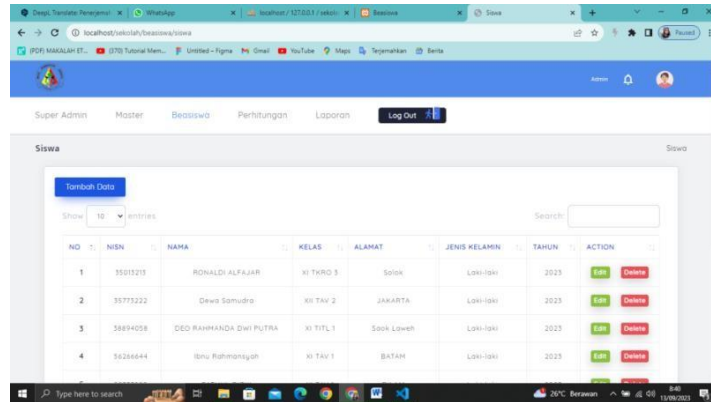 DeepL Translate: Penerjemah
WhatsApp
localhost / 127.0.0.1 / sekola
Beasiswa
Siswa
localhost/sekolah/beasiswa/siswa
Paused
(PDF) MAKALAH ET...
(270) Tutorial Mem...
Untitled – Figma
Gmail
YouTube
Maps
Terjemahkan
Berita
Admin
Super Admin
Master
Beasiswa
Perhitungan
Laporan
Log Out
Siswa
Siswa
Tambah Data
Show 10 entries
Search:
NO NISN NAMA KELAS ALAMAT JENIS KELAMIN TAHUN ACTION
1 35013213 RONALDI ALFAJAR XI TKRO 3 Solok Laki-laki 2023 Edit Delete
2 35773222 Dewa Samudra XII TAV 2 JAKARTA Laki-laki 2023 Edit Delete
3 38894058 DEO RAHMANDA DWI PUTRA XI TITL 1 Saok Laweh Laki-laki 2023 Edit Delete
4 56266644 Ibnu Rahmansyah XI TAV 1 BATAM Laki-laki 2023 Edit Delete
Type here to search
26°C Berawan
8:40
13/09/2023